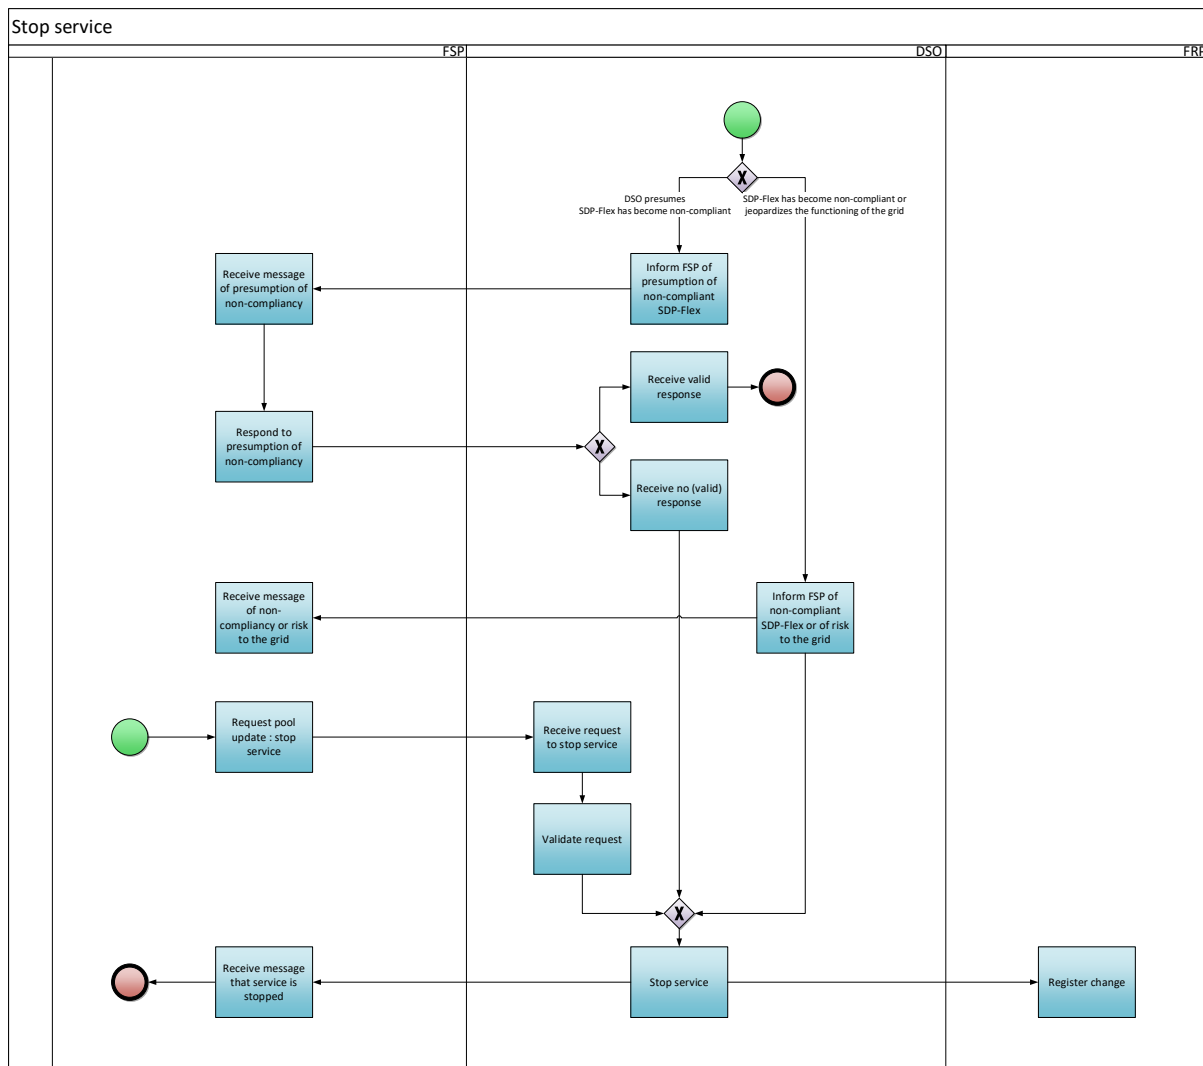 Stop service
FSP
DSO
FRP
X
DSO presumes
SDP-Flex has become non-compliant
SDP-Flex has become non-compliant or
jeopardizes the functioning of the grid
Receive message
of presumption of
non-compliancy
Inform FSP of
presumption of
non-compliant
SDP-Flex
Receive valid
response
Respond to
presumption of
non-compliancy
X
Receive no (valid)
response
Receive message
of non-
compliancy or risk
to the grid
Inform FSP of
non-compliant
SDP-Flex or of risk
to the grid
Request pool
update : stop
service
Receive request
to stop service
Validate request
X
Receive message
that service is
stopped
Stop service
Register change